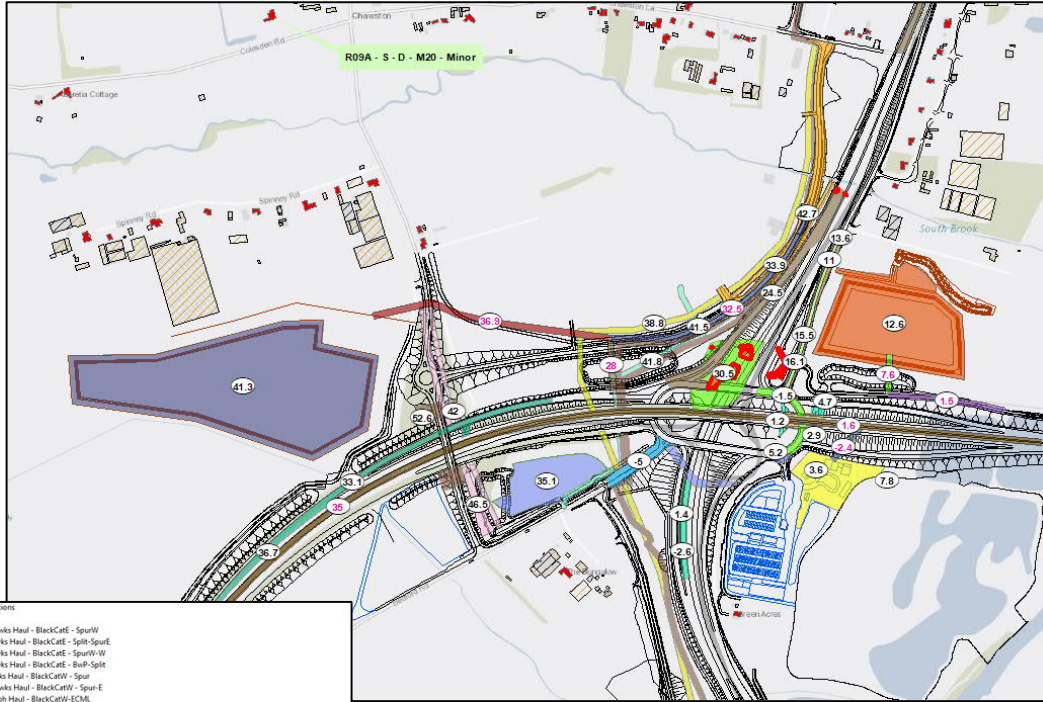 Chawston
Chawston La
Colesden Rd
R09A - S - D - M20 - Minor
Spinney Rd
Spinney Rd
South Brook
42.7
13.6
11
33.9
24.5
36.9
38.8
32.5
41.5
12.6
15.5
28
41.8
16.1
30.5
7.6
41.3
-1.5
4.7
1.5
52.6
42
1.2
1.6
2.9
-2.4
5.2
-5
3.6
7.8
33.1
35.1
35
46.5
1.4
36.7
-2.6
The Bungalow
Green Acres
ks Haul - BlackCatE - SpurW
ks Haul - BlackCatE - Split-SpurE
ks Haul - BlackCatE - SpurW-W
ks Haul - BlackCatE - BwP-Split
ks Haul - BlackCatW - Spur
ks Haul - BlackCatW - Spur-E
Haul - BlackCatW-ECML